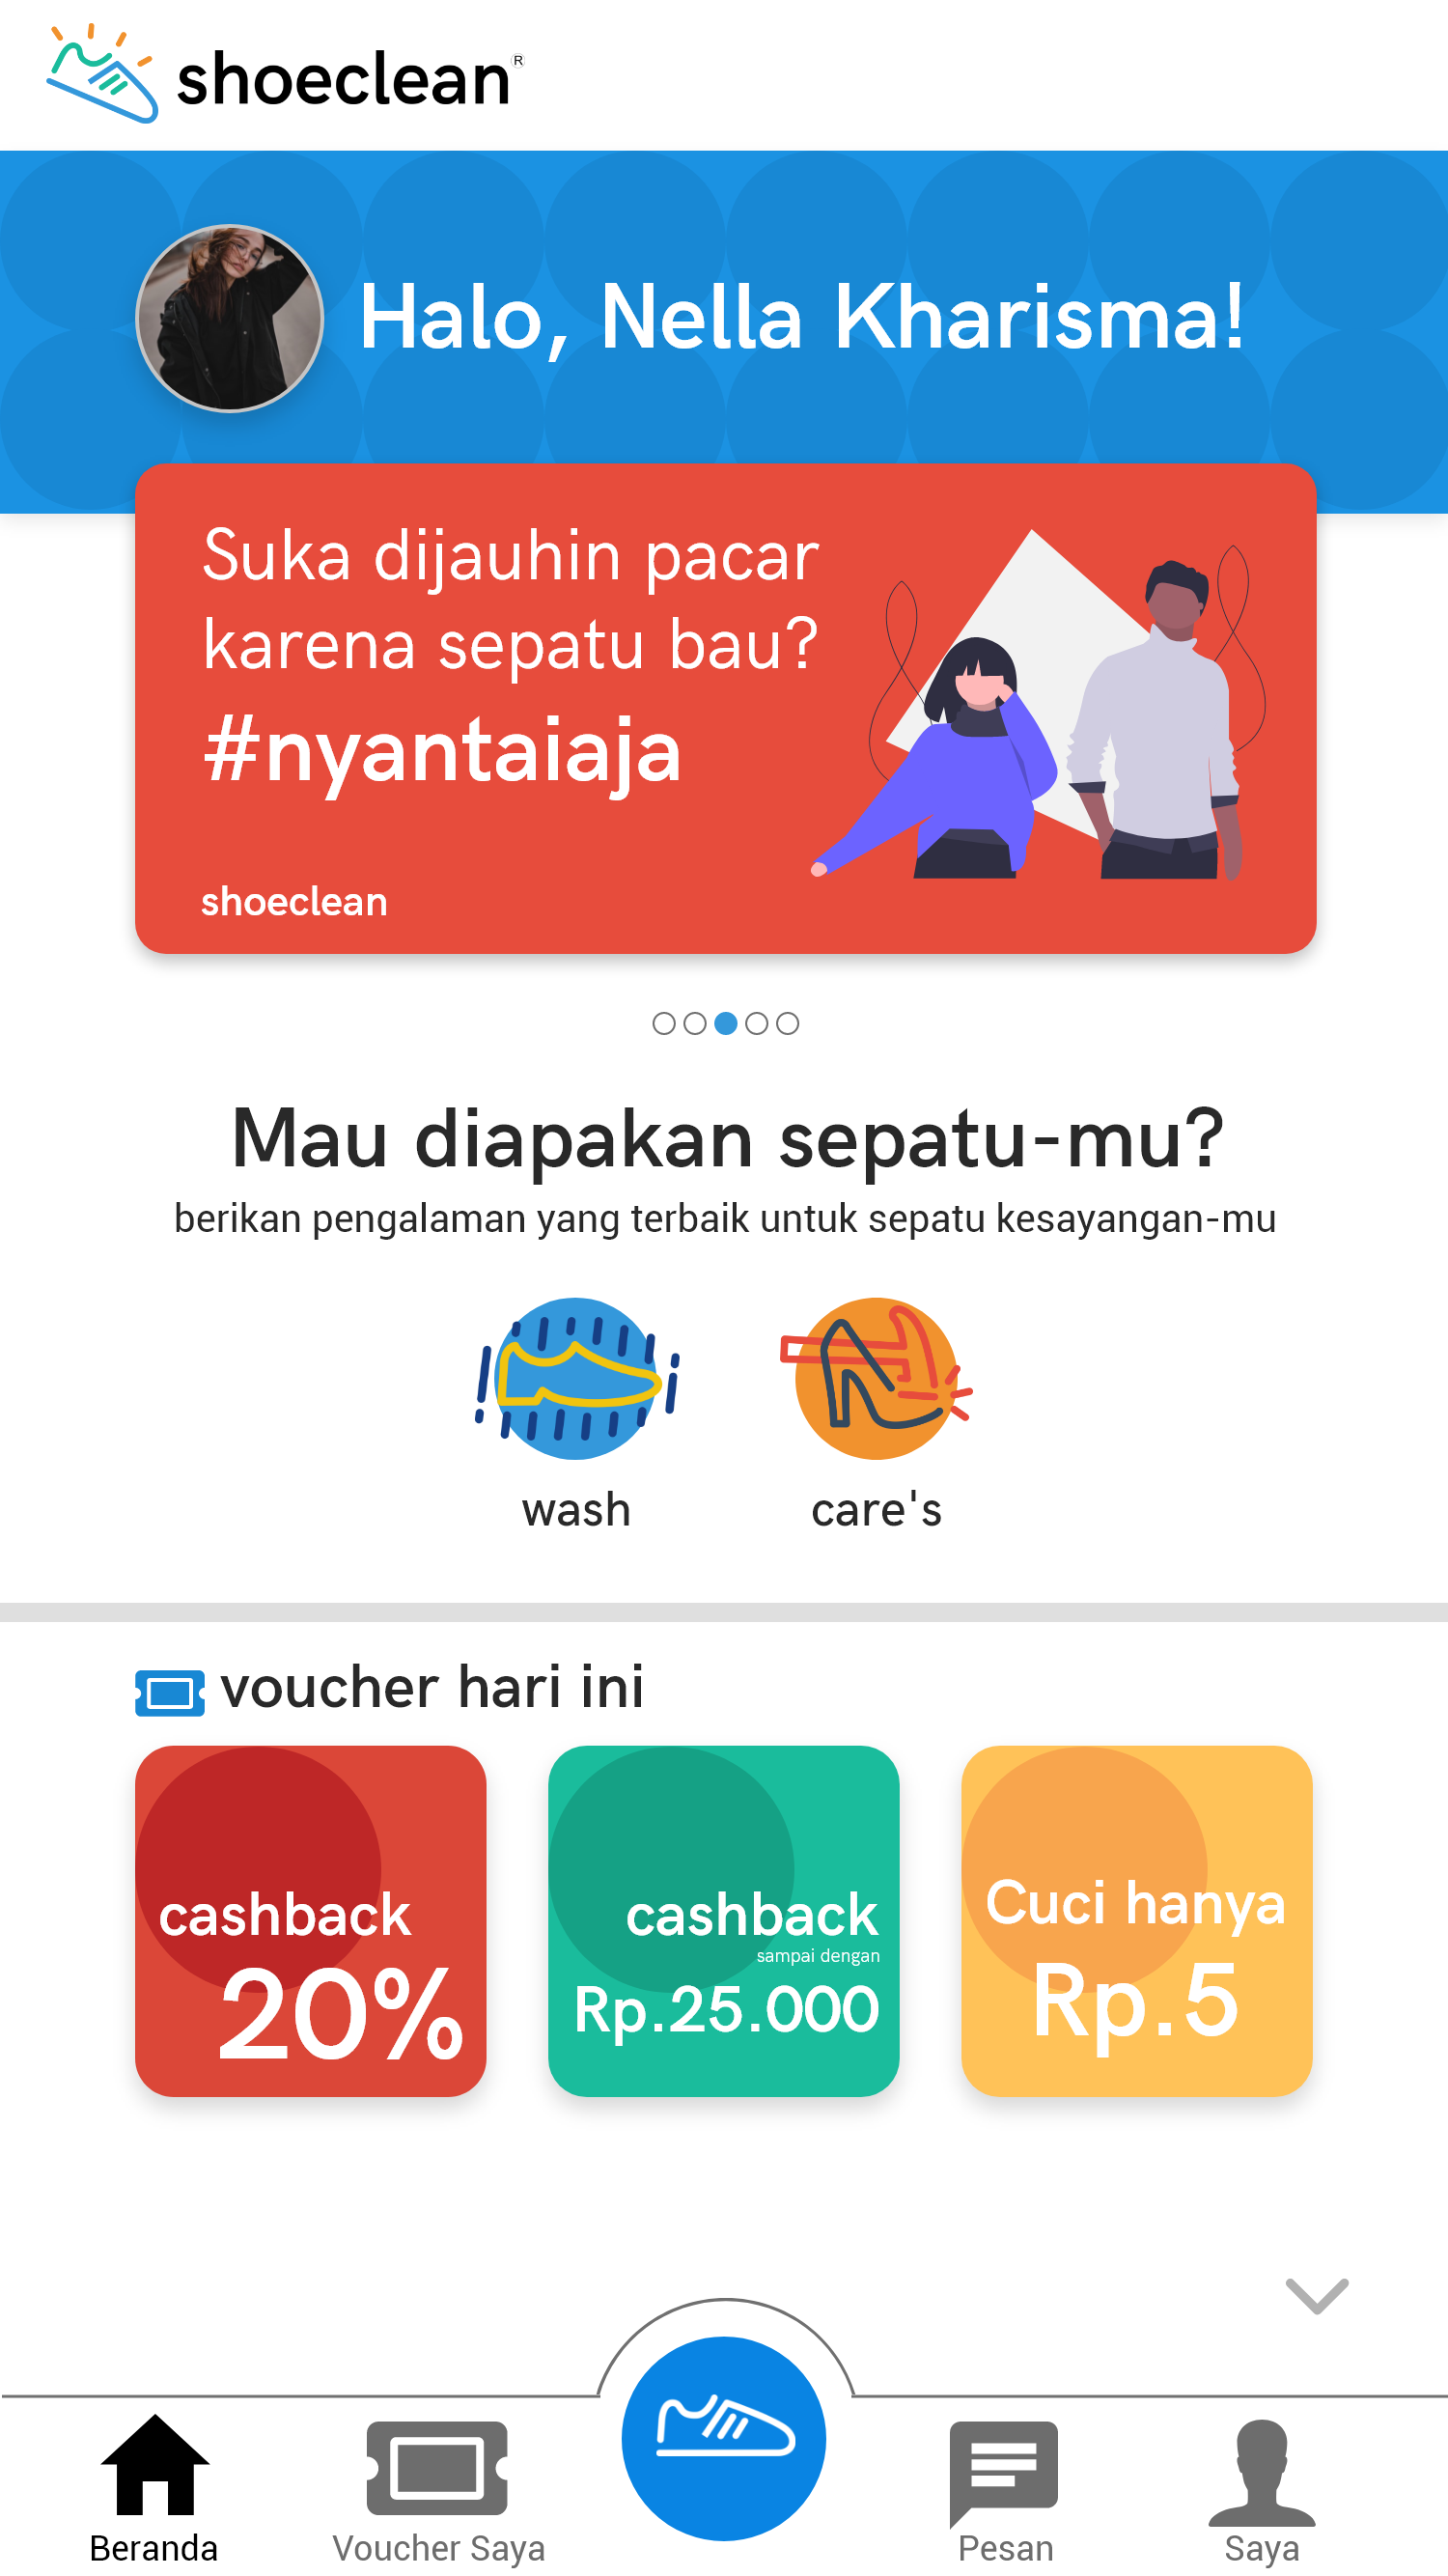 shoeclean®
Halo, Nella Kharisma!
Suka dijauhin pacar
karena sepatu bau?
#nyantaiaja
shoeclean
Mau diapakan sepatu-mu?
berikan pengalaman yang terbaik untuk sepatu kesayangan-mu
wash
care's
voucher hari ini
cashback
20%
cashback
sampai dengan
Rp.25.000
Cuci hanya
Rp.5
Beranda
Voucher Saya
Pesan
Saya